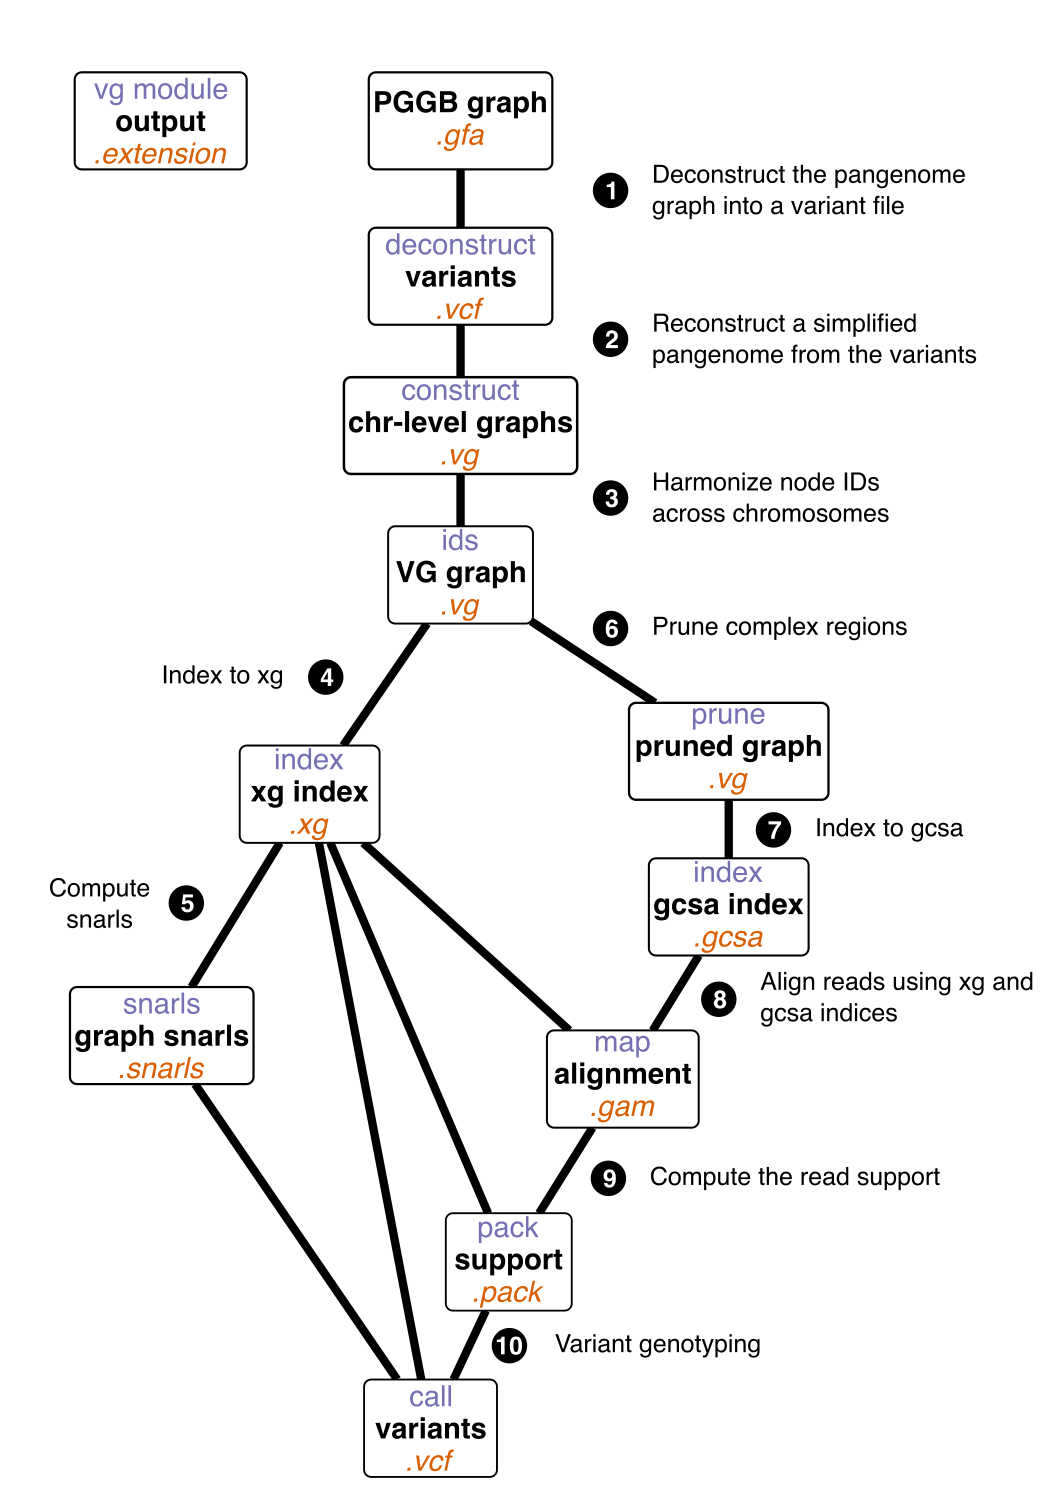 vg module
output
.extension
PGGB graph
.gfa
1
Deconstruct the pangenome
graph into a variant file
deconstruct
variants
.vcf
2
Reconstruct a simplified
pangenome from the variants
construct
chr-level graphs
.vg
3
Harmonize node IDs
across chromosomes
ids
VG graph
.vg
6
Prune complex regions
Index to xg
4
prune
pruned graph
.vg
index
xg index
.xg
7
Index to gcsa
index
gcsa index
.gcsa
Compute
snarls
5
8
Align reads using xg and
gcsa indices
snarls
graph snarls
.snarls
map
alignment
.gam
9
Compute the read support
pack
support
.pack
10
Variant genotyping
call
variants
.vcf